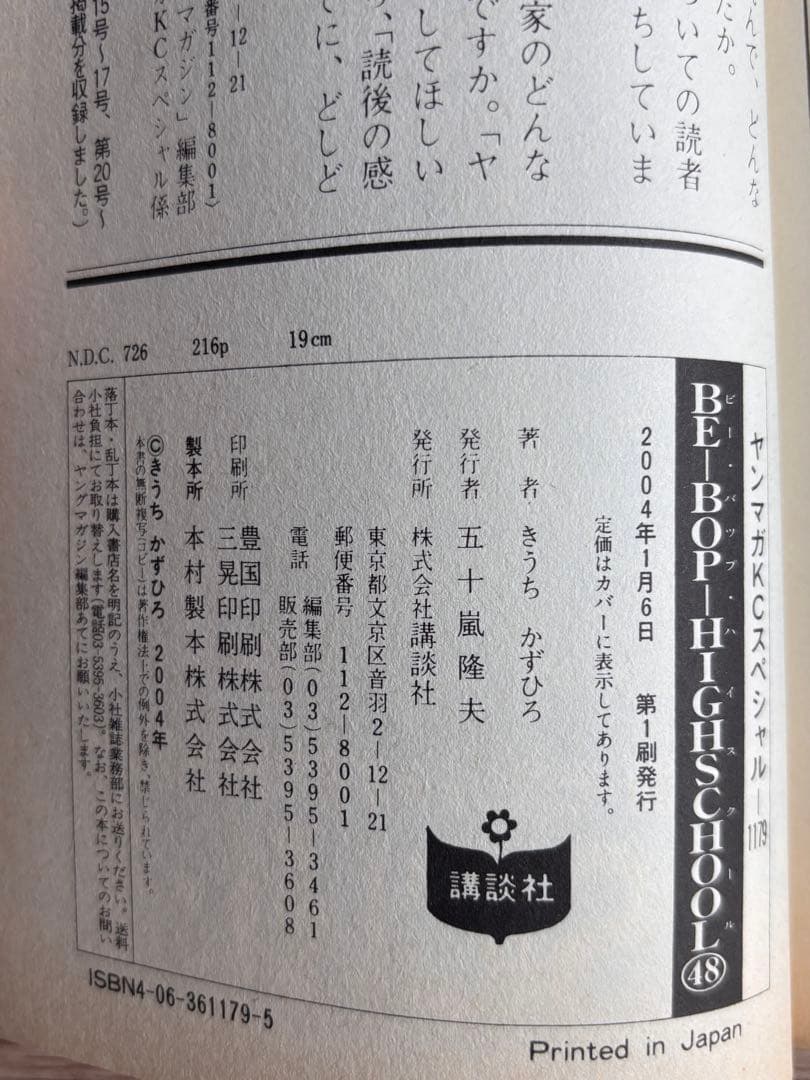 んで、どんな
たか。
ついての読者
ちしていま
家のどんな
ですか。「ヤ
してほしい
、「読後の感
てに、どしど
－12－21
番号112－8001）
マガジン」編集部
KCスペシャル係
15号～17号、第20号～
掲載分を収録しました。）
N.D.C. 726 216p 19cm
ヤンマガKCスペシャル－1179
ビー・バップ・ハイスクール
BE－BOP－HIGHSCHOOL㊽
2004年1月6日 第1刷発行
定価はカバーに表示してあります。
著者 きうち かずひろ
発行者 五十嵐隆夫
発行所 株式会社講談社
東京都文京区音羽2－12－21
郵便番号 112－8001
電話 編集部(03)5395－3461
販売部(03)5395－3608
印刷所 豊国印刷株式会社
三晃印刷株式会社
製本所 本村製本株式会社
©きうち かずひろ 2004年
本書の無断複写(コピー)は著作権法上での例外を除き、禁じられています。
落丁本・乱丁本は購入書店名を明記のうえ、小社雑誌業務部にお送りください。送料
小社負担にてお取り替えします(電話03－5395－3603)。なお、この本についてのお問い
合わせは、ヤングマガジン編集部あてにお願いいたします。
講談社
ISBN4-06-361179-5
Printed in Japan